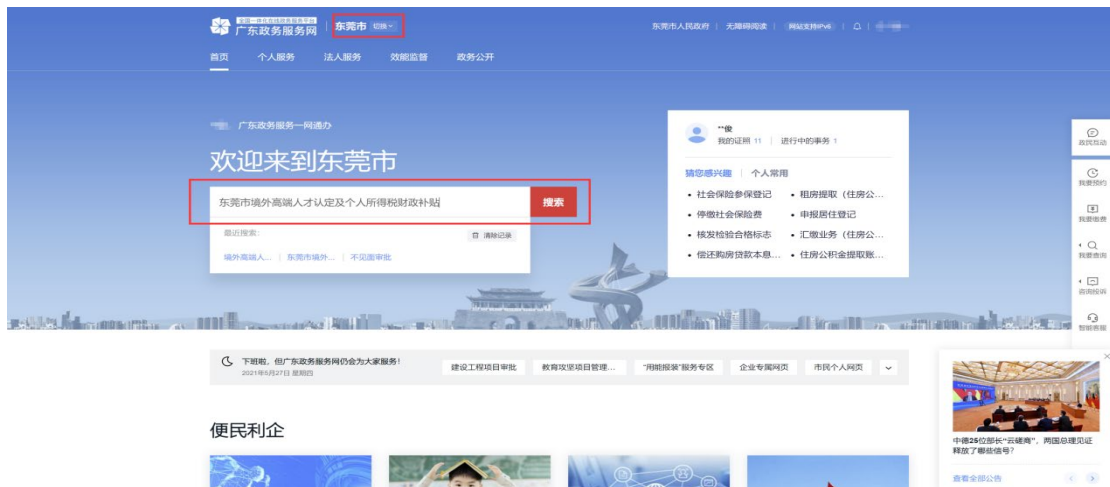 全国一体化在线政务服务平台
广东政务服务网 东莞市 切换
东莞市人民政府 无障碍阅读 网站支持IPv6
首页 个人服务 法人服务 效能监督 政务公开
广东政务服务一网通办
欢迎来到东莞市
东莞市境外高端人才认定及个人所得税财政补贴 搜索
最近搜索: 清除记录
境外高端人... 东莞市境外... 不见面审批
**俊
我的证照 11 进行中的事务 1
猜您感兴趣 个人常用
• 社会保险参保登记 • 租房提取（住房公...
• 停缴社会保险费 • 申报居住登记
• 核发检验合格标志 • 汇缴业务（住房公...
• 偿还购房贷款本息... • 住房公积金提取账...
政民互动
我要预约
我要缴费
我要查询
咨询投诉
智能客服
下班啦，但广东政务服务网仍会为大家服务！
2021年5月27日 星期四
建设工程项目审批 教育攻坚项目管理... "用能报装"服务专区 企业专属网页 市民个人网页
便民利企
中德25位部长"云磋商"，两国总理见证
释放了哪些信号？
查看全部公告